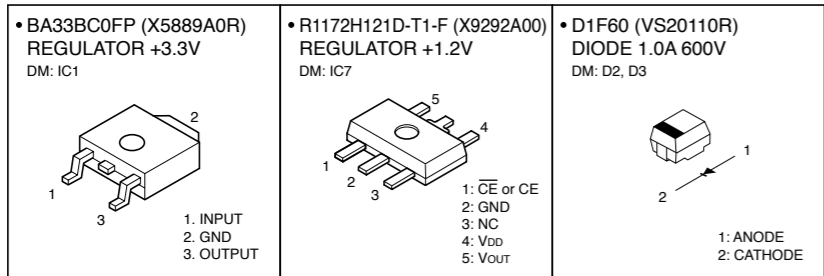 • BA33BC0FP (X5889A0R)
REGULATOR +3.3V
DM: IC1
2
1
3
1. INPUT
2. GND
3. OUTPUT
• R1172H121D-T1-F (X9292A00)
REGULATOR +1.2V
DM: IC7
5
4
1
2
3
1: C̅E̅ or CE
2: GND
3: NC
4: VDD
5: VOUT
• D1F60 (VS20110R)
DIODE 1.0A 600V
DM: D2, D3
1
2
1: ANODE
2: CATHODE